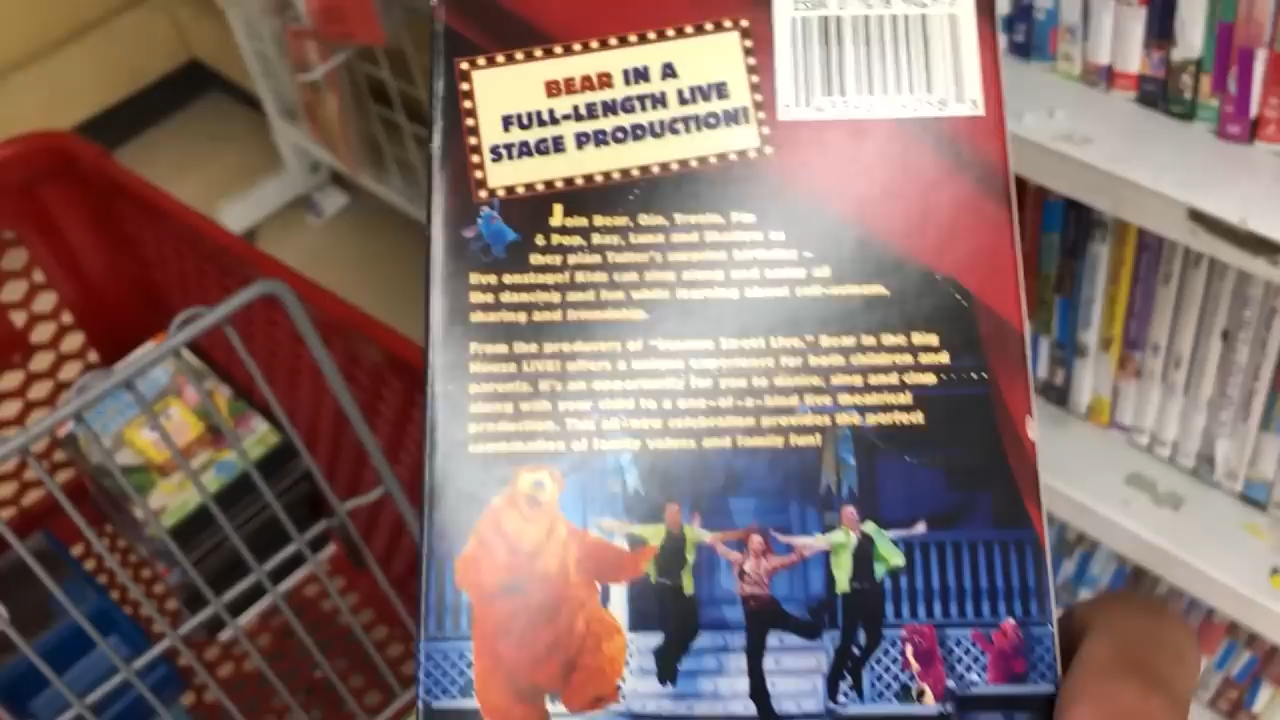 BEAR IN A
FULL-LENGTH LIVE
STAGE PRODUCTION!
Join Bear, Ojo, Treelo, Pip
& Pop, Ray, Luna and Shadow as
they plan Tutter's surprise birthday –
live onstage! Kids can sing along and
the dancing and fun while learning about self-esteem,
sharing and friendship.
From the producers of "Sesame Street Live," Bear in the Big
House LIVE! offers a unique experience for both children and
parents. It's an opportunity for you to dance, sing and clap
along with your child to a one-of-a-kind live theatrical
production. This all-new celebration provides the perfect
combination of family values and family fun!